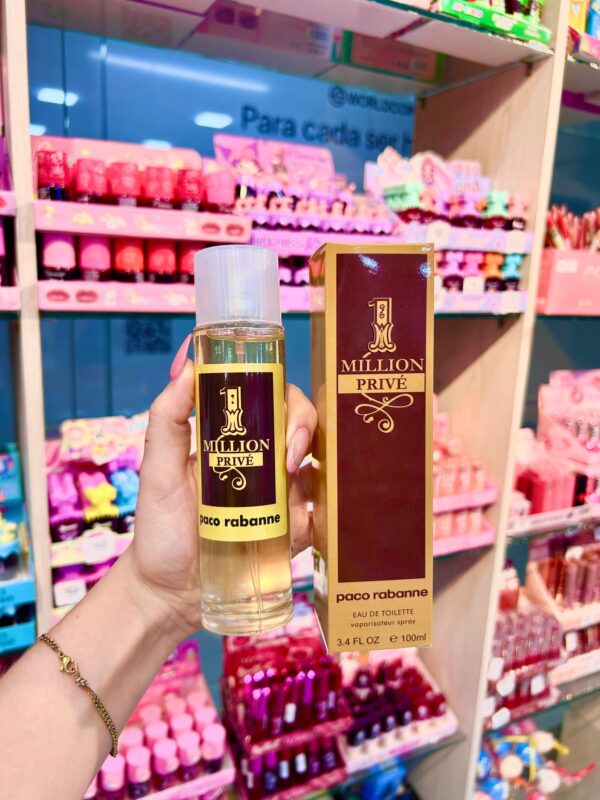 @WORLDCOM
Para cada ser
1
MILLION
PRIVÉ
paco rabanne
1
MILLION
PRIVÉ
paco rabanne
EAU DE TOILETTE
vaporisateur spray
3.4 FL OZ e 100ml